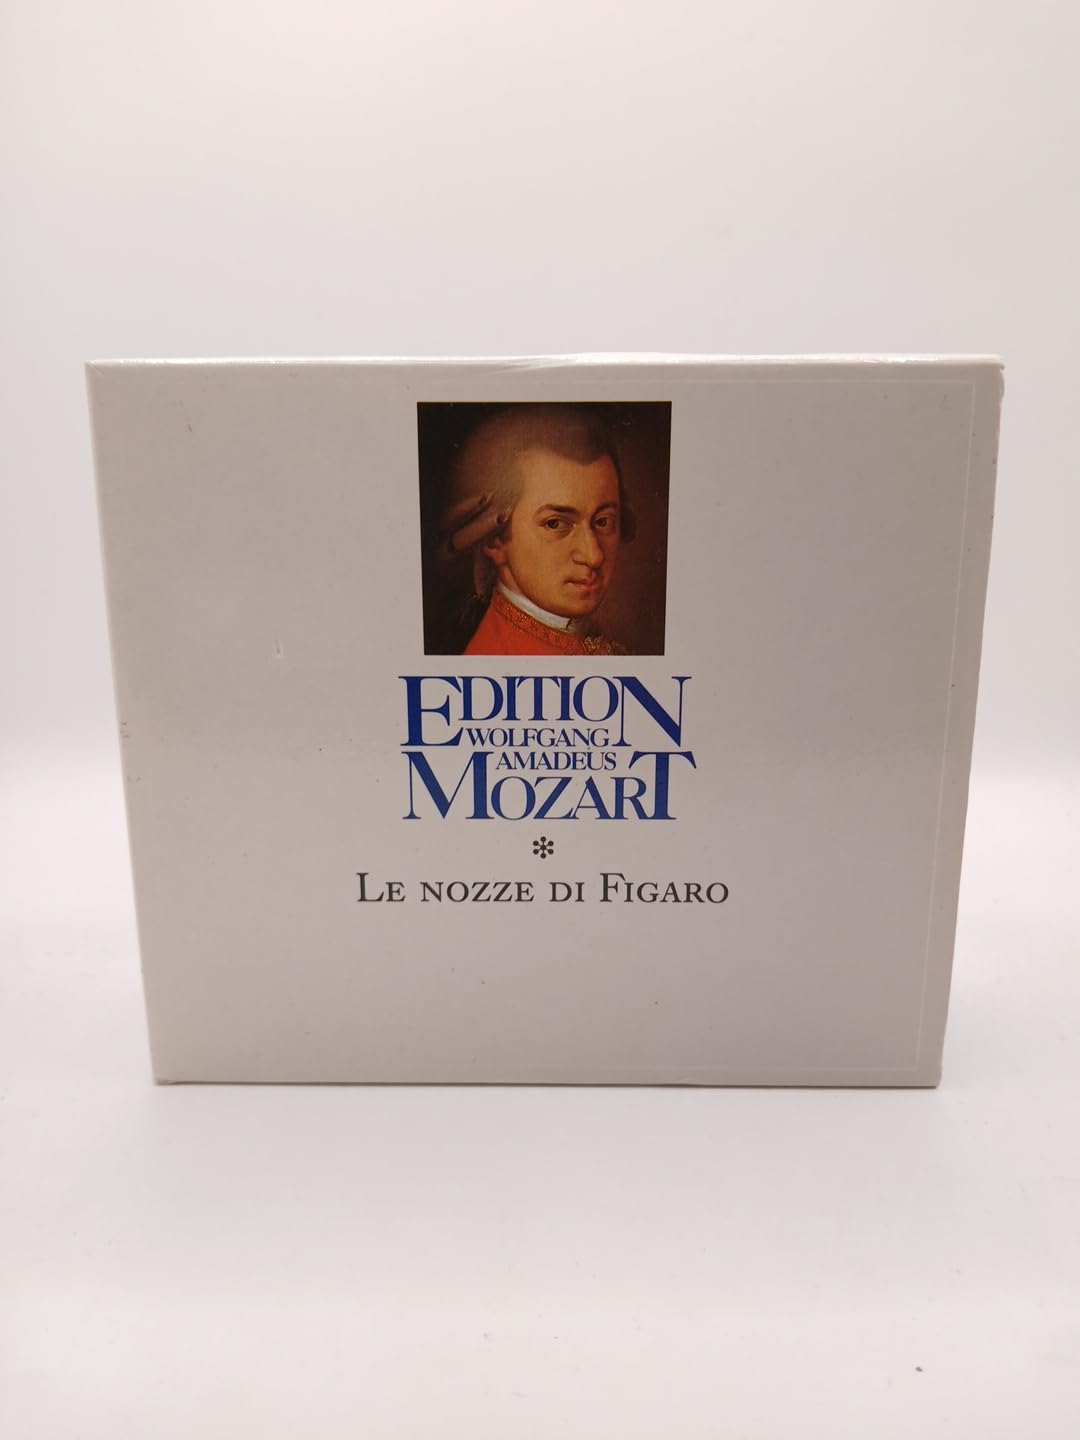 EDITION
WOLFGANG
AMADEUS
MOZART
LE NOZZE DI FIGARO